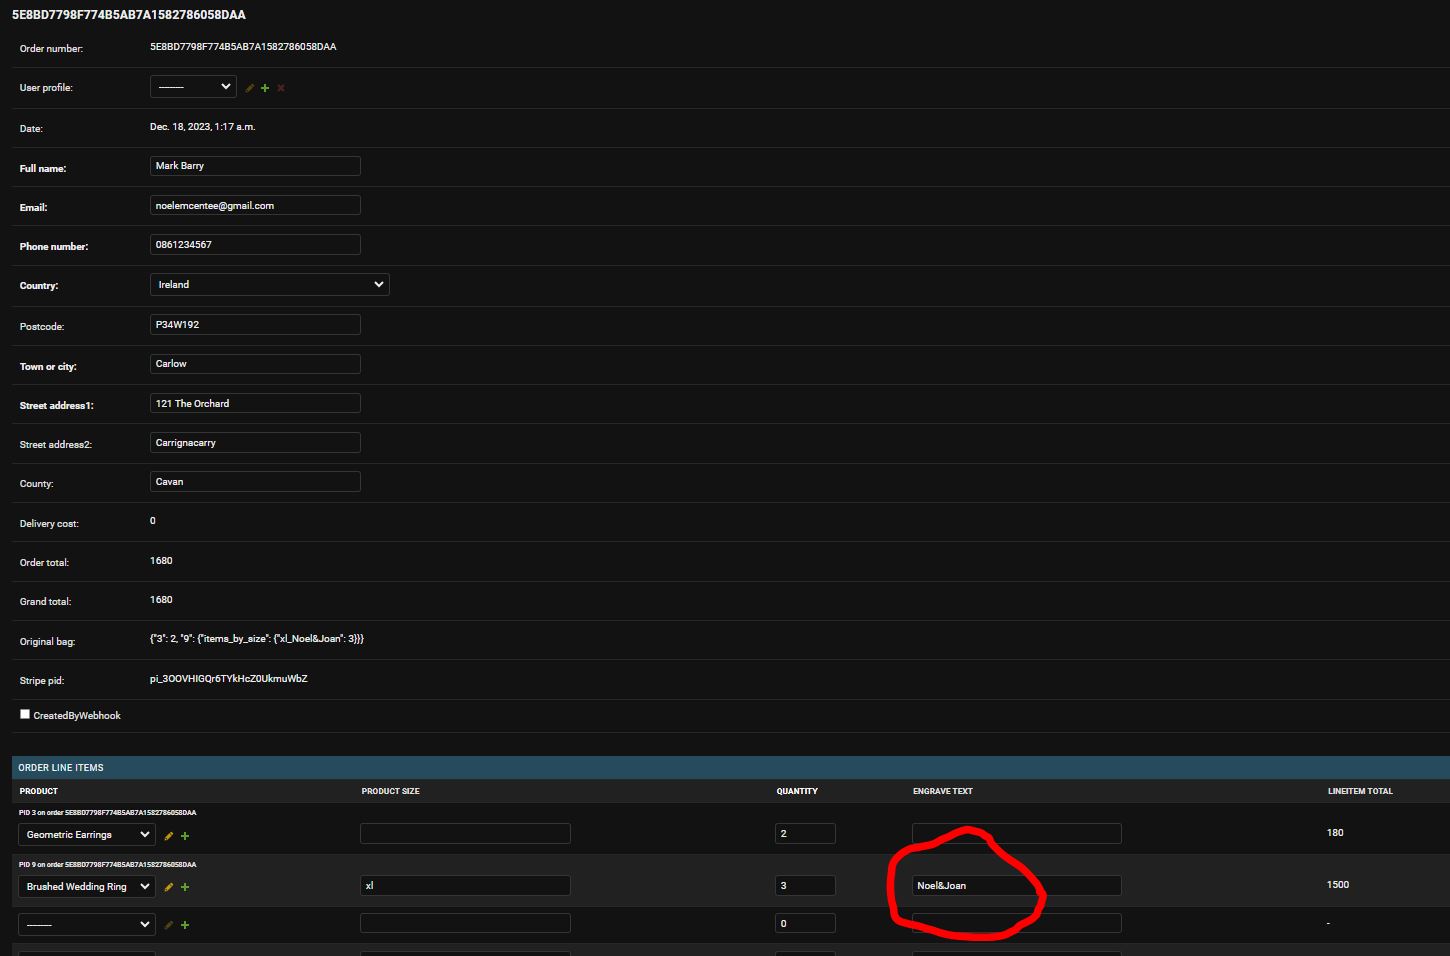 5E8BD7798F774B5AB7A1582786058DAA
Order number: 5E8BD7798F774B5AB7A1582786058DAA
User profile: ---------
Date: Dec. 18, 2023, 1:17 a.m.
Full name: Mark Barry
Email: noelemcentee@gmail.com
Phone number: 0861234567
Country: Ireland
Postcode: P34W192
Town or city: Carlow
Street address1: 121 The Orchard
Street address2: Carrignacarry
County: Cavan
Delivery cost: 0
Order total: 1680
Grand total: 1680
Original bag: {"3": 2, "9": {"items_by_size": {"xl_Noel&Joan": 3}}}
Stripe pid: pi_3OOVHIGQr6TYkHcZ0UkmuWbZ
CreatedByWebhook
ORDER LINE ITEMS
PRODUCT PRODUCT SIZE QUANTITY ENGRAVE TEXT LINEITEM TOTAL
PID 3 on order 5E8BD7798F774B5AB7A1582786058DAA
Geometric Earrings 2 180
PID 9 on order 5E8BD7798F774B5AB7A1582786058DAA
Brushed Wedding Ring xl 3 Noel&Joan 1500
--------- 0 -